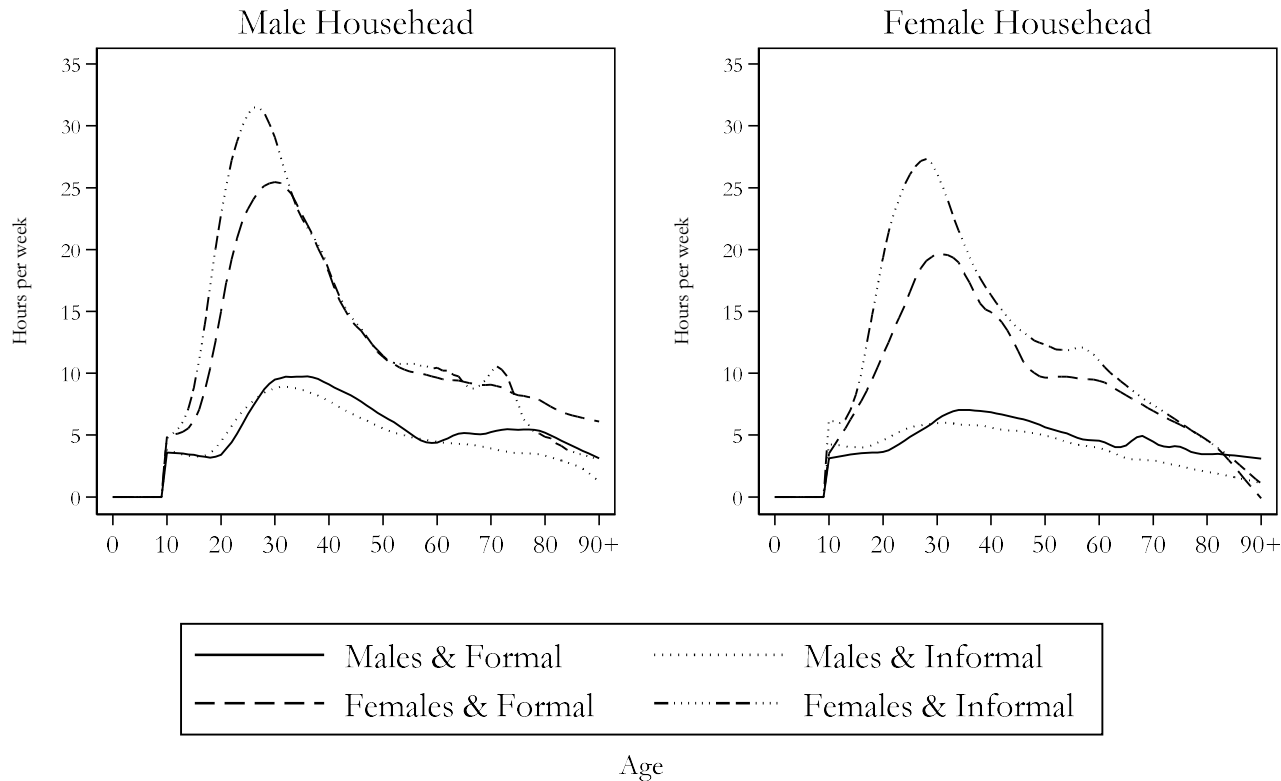 Male Househead
Female Househead
Hours per week
35
30
25
20
15
10
5
0
0 10 20 30 40 50 60 70 80 90+
Hours per week
35
30
25
20
15
10
5
0
0 10 20 30 40 50 60 70 80 90+
Males & Formal
Males & Informal
Females & Formal
Females & Informal
Age